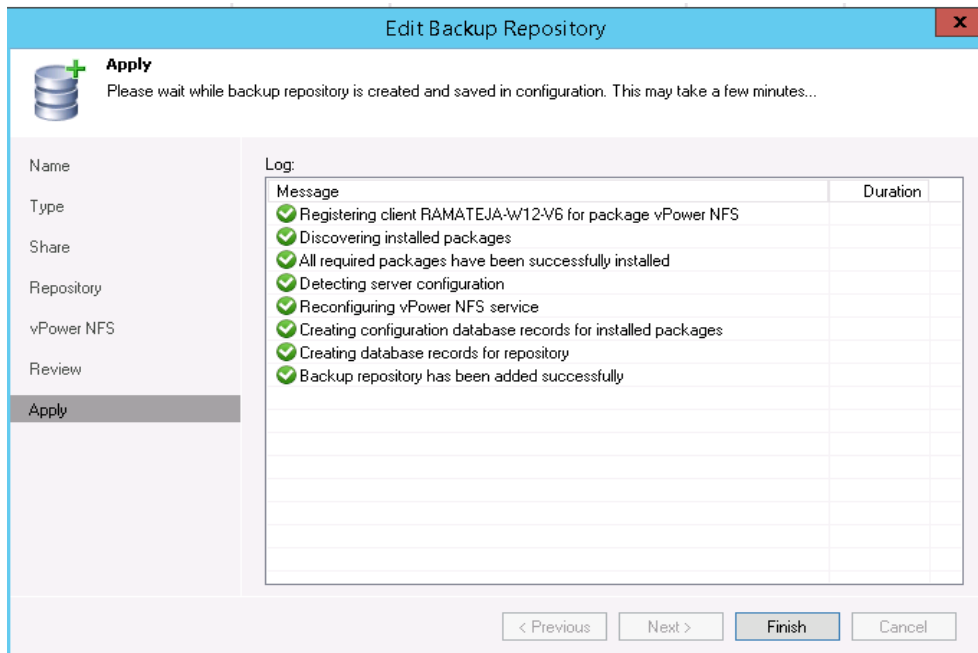 Edit Backup Repository
x
Apply
Please wait while backup repository is created and saved in configuration. This may take a few minutes...
Name
Type
Share
Repository
vPower NFS
Review
Apply
Log:
Message Duration
Registering client RAMATEJA-W12-V6 for package vPower NFS
Discovering installed packages
All required packages have been successfully installed
Detecting server configuration
Reconfiguring vPower NFS service
Creating configuration database records for installed packages
Creating database records for repository
Backup repository has been added successfully
< Previous Next > Finish Cancel